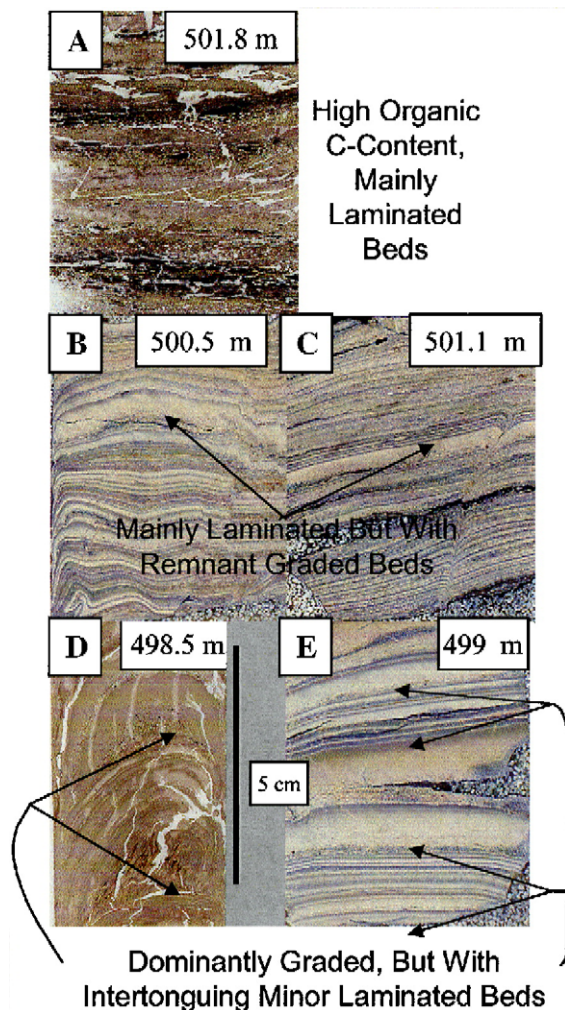 A
501.8 m
High Organic
C-Content,
Mainly
Laminated
Beds
B
500.5 m
C
501.1 m
Mainly Laminated But With
Remnant Graded Beds
D
498.5 m
E
499 m
5 cm
Dominantly Graded, But With
Intertonguing Minor Laminated Beds